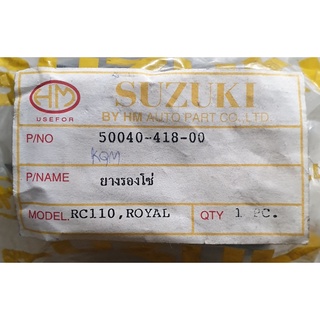 HM
USEFOR
SUZUKI
BY HM AUTO PART CO., LTD.
P/NO 50040-418-00
KQM
P/NAME ยางรองโซ่
MODEL. RC110, ROYAL QTY 1 PC.